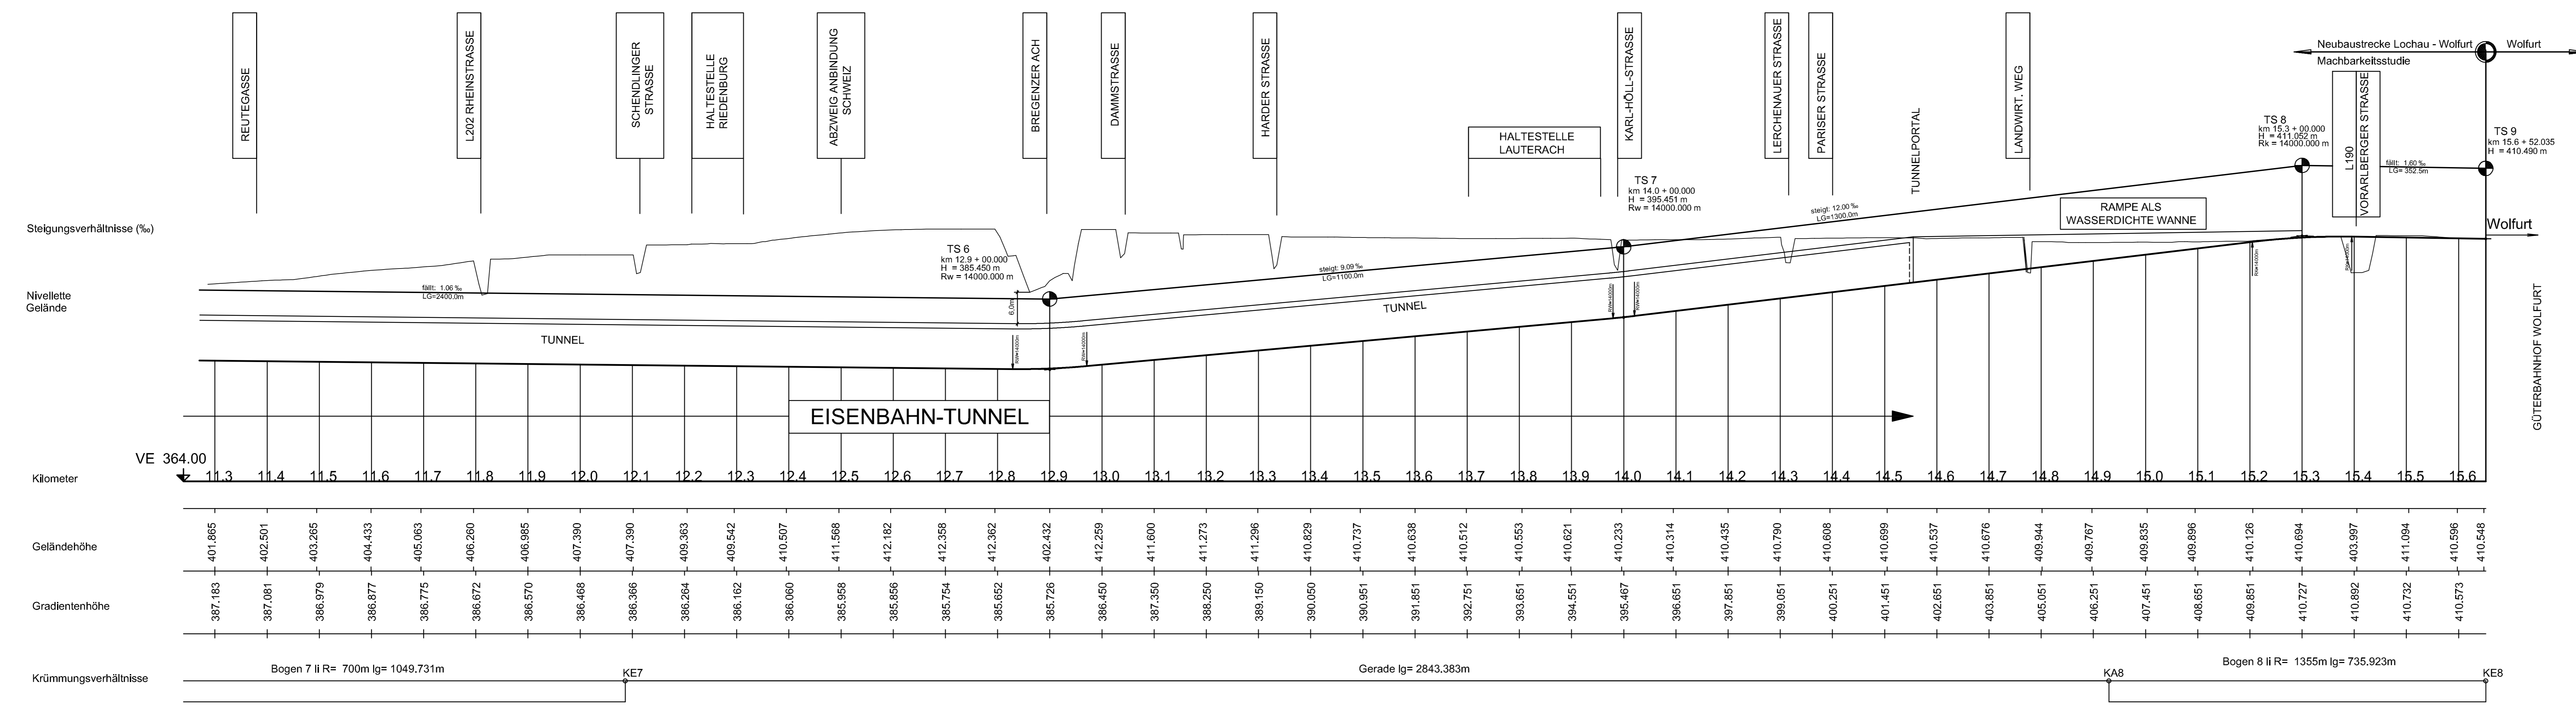 REUTEGASSE
L202 RHEINSTRASSE
SCHENDLINGER
STRASSE
HALTESTELLE
RIEDENBURG
ABZWEIG ANBINDUNG
SCHWEIZ
BREGENZER ACH
DAMMSTRASSE
HARDER STRASSE
HALTESTELLE
LAUTERACH
KARL-HÖLL-STRASSE
LERCHENAUER STRASSE
PARISER STRASSE
TUNNELPORTAL
LANDWIRT. WEG
Neubaustrecke Lochau - Wolfurt
Machbarkeitsstudie
Wolfurt
L190
VORARLBERGER STRASSE
TS 8
km 15.3 + 00.000
H = 411.052 m
Rk = 14000.000 m
TS 9
km 15.6 + 52.035
H = 410.490 m
fällt: 1.60 ‰
LG= 352.5m
TS 7
km 14.0 + 00.000
H = 395.451 m
Rw = 14000.000 m
steigt: 12.00 ‰
LG=1300.0m
RAMPE ALS
WASSERDICHTE WANNE
Wolfurt
Steigungsverhältnisse (‰)
TS 6
km 12.9 + 00.000
H = 385.450 m
Rw = 14000.000 m
steigt: 9.09 ‰
LG=1100.0m
fällt: 1.06 ‰
LG=2400.0m
6,0m
Nivellette
Gelände
TUNNEL
TUNNEL
RW=14000m
RW=14000m
RW=14000m
RW=14000m
GÜTERBAHNHOF WOLFURT
EISENBAHN-TUNNEL
VE 364.00
Kilometer
11.3 11.4 11.5 11.6 11.7 11.8 11.9 12.0 12.1 12.2 12.3 12.4 12.5 12.6 12.7 12.8 12.9 13.0 13.1 13.2 13.3 13.4 13.5 13.6 13.7 13.8 13.9 14.0 14.1 14.2 14.3 14.4 14.5 14.6 14.7 14.8 14.9 15.0 15.1 15.2 15.3 15.4 15.5 15.6
Geländehöhe
401.865 402.501 403.265 404.433 405.063 406.260 406.985 407.390 407.390 409.363 409.542 410.507 411.568 412.182 412.358 412.362 402.432 412.259 411.600 411.273 411.296 410.829 410.737 410.638 410.512 410.553 410.621 410.233 410.314 410.435 410.790 410.608 410.699 410.537 410.676 409.944 409.767 409.835 409.896 410.126 410.694 403.997 411.094 410.596 410.548
Gradientenhöhe
387.183 387.081 386.979 386.877 386.775 386.672 386.570 386.468 386.366 386.264 386.162 386.060 385.958 385.856 385.754 385.652 385.726 386.450 387.350 388.250 389.150 390.050 390.951 391.851 392.751 393.651 394.551 395.467 396.651 397.851 399.051 400.251 401.451 402.651 403.851 405.051 406.251 407.451 408.651 409.851 410.727 410.892 410.732 410.573
Krümmungsverhältnisse
Bogen 7 li R= 700m lg= 1049.731m
KE7
Gerade lg= 2843.383m
KA8
Bogen 8 li R= 1355m lg= 735.923m
KE8